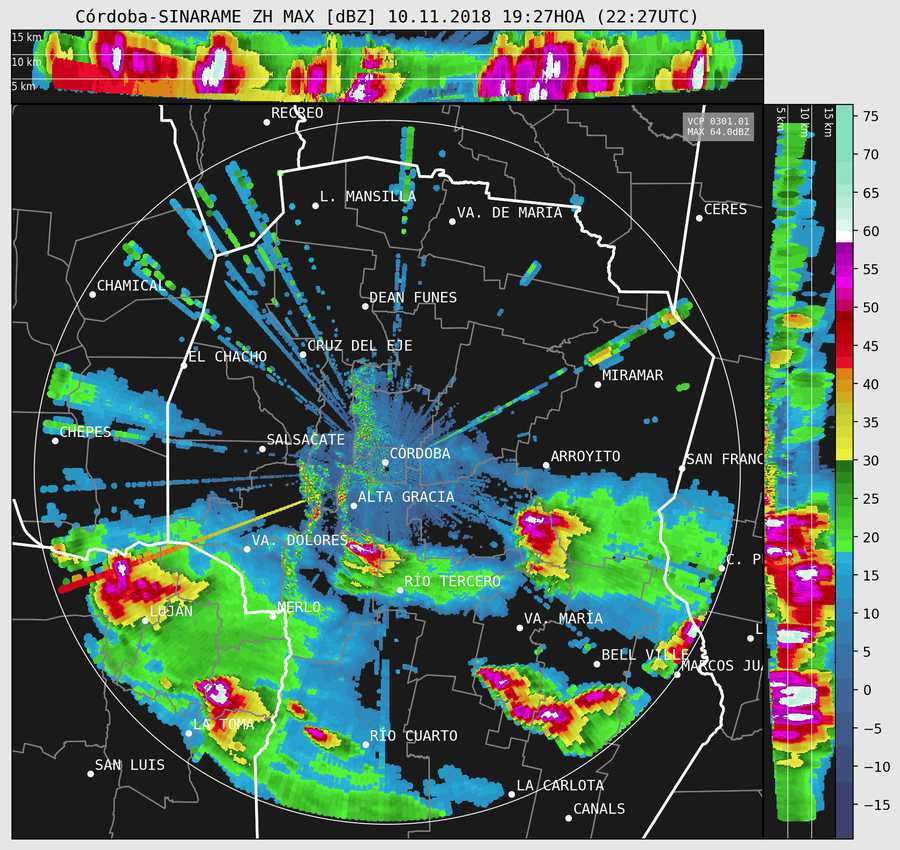 Córdoba-SINARAME ZH MAX [dBZ] 10.11.2018 19:27HOA (22:27UTC)
15 km
10 km
5 km
5 km
10 km
15 km
VCP 0301.01
MAX 64.0dBZ
RECREO
L. MANSILLA
VA. DE MARIA
CERES
CHAMICAL
DEAN FUNES
EL CHACHO
CRUZ DEL EJE
MIRAMAR
CHEPES
SALSACATE
CÓRDOBA
ARROYITO
SAN FRANC
ALTA GRACIA
VA. DOLORES
C. P
RÍO TERCERO
LUJÁN
MERLO
VA. MARÍA
L
BELL VILLE
MARCOS JUA
LA TOMA
RÍO CUARTO
SAN LUIS
LA CARLOTA
CANALS
75
70
65
60
55
50
45
40
35
30
25
20
15
10
5
0
−5
−10
−15